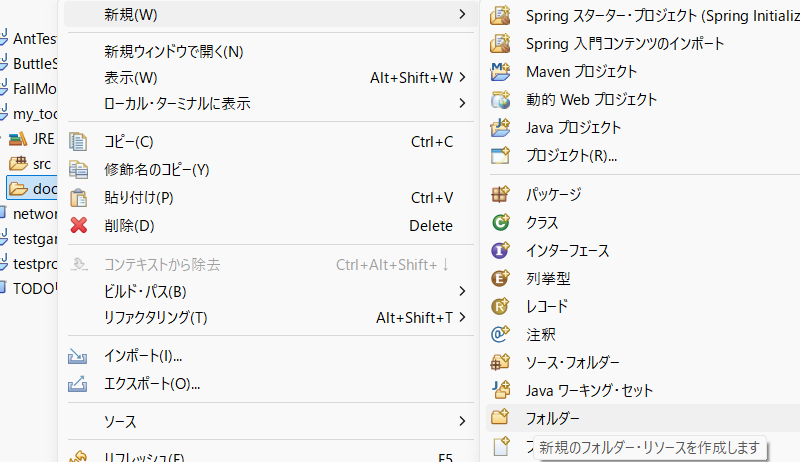 AntTes
ButtleS
FallMo
my_too
JRE
src
doc
networ
testgar
testpro
TODO!
新規(W)
新規ウィンドウで開く(N)
表示(W) Alt+Shift+W
ローカル・ターミナルに表示
コピー(C) Ctrl+C
修飾名のコピー(Y)
貼り付け(P) Ctrl+V
削除(D) Delete
コンテキストから除去 Ctrl+Alt+Shift+↓
ビルド・パス(B)
リファクタリング(T) Alt+Shift+T
インポート(I)...
エクスポート(O)...
ソース
リフレッシュ(F) F5
Spring スターター・プロジェクト (Spring Initializ
Spring 入門コンテンツのインポート
Maven プロジェクト
動的 Web プロジェクト
Java プロジェクト
プロジェクト(R)...
パッケージ
クラス
インターフェース
列挙型
レコード
注釈
ソース・フォルダー
Java ワーキング・セット
フォルダー
新規のフォルダー・リソースを作成します